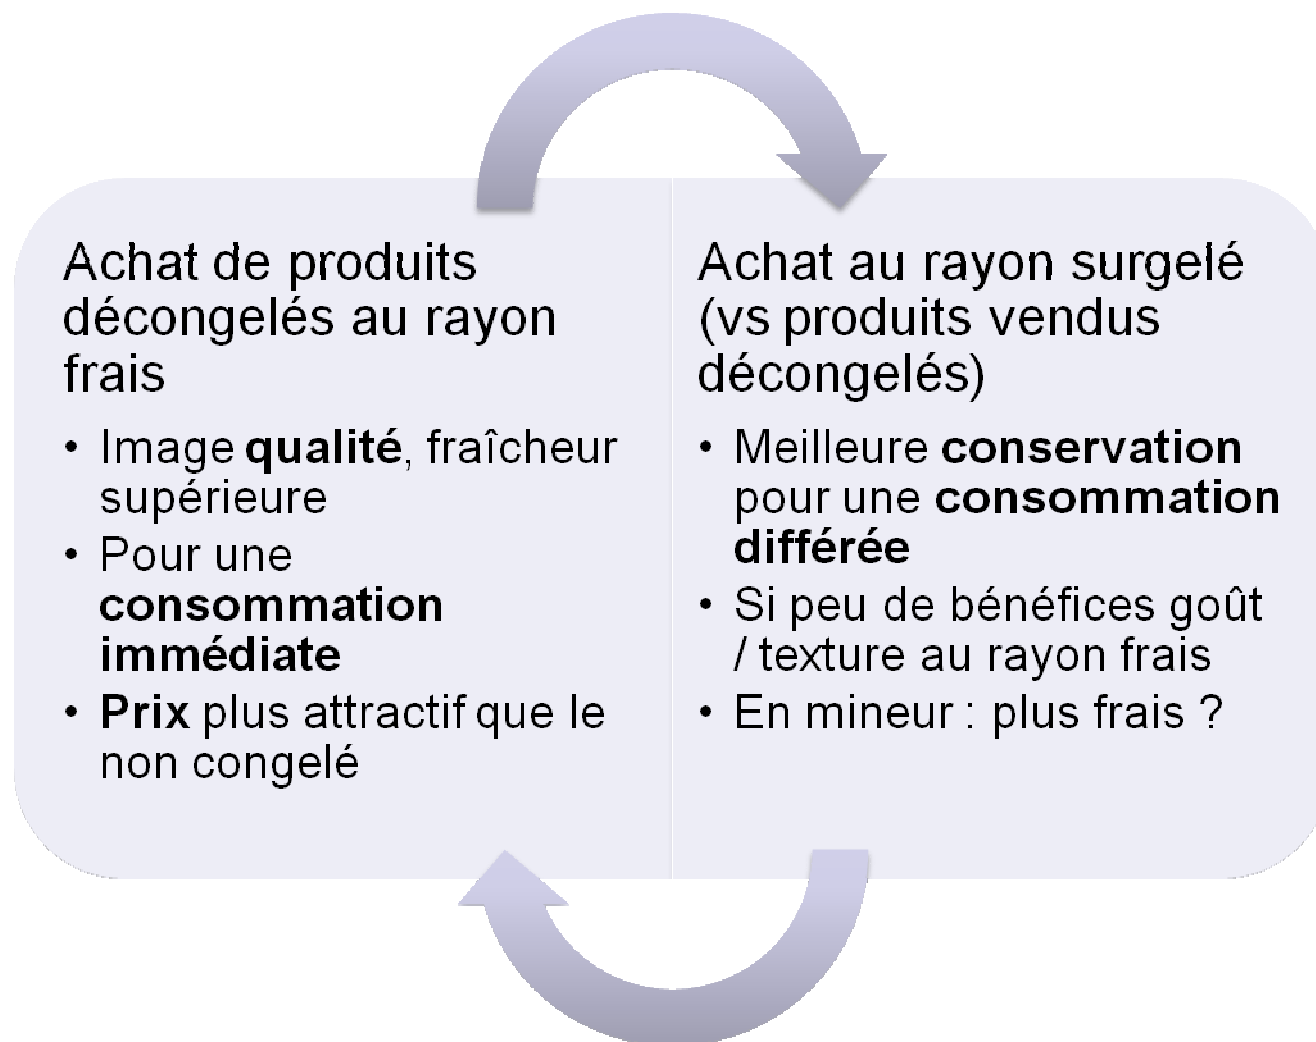 Achat de produits
décongelés au rayon
frais
• Image qualité, fraîcheur
supérieure
• Pour une
consommation
immédiate
• Prix plus attractif que le
non congelé
Achat au rayon surgelé
(vs produits vendus
décongelés)
• Meilleure conservation
pour une consommation
différée
• Si peu de bénéfices goût
/ texture au rayon frais
• En mineur : plus frais ?